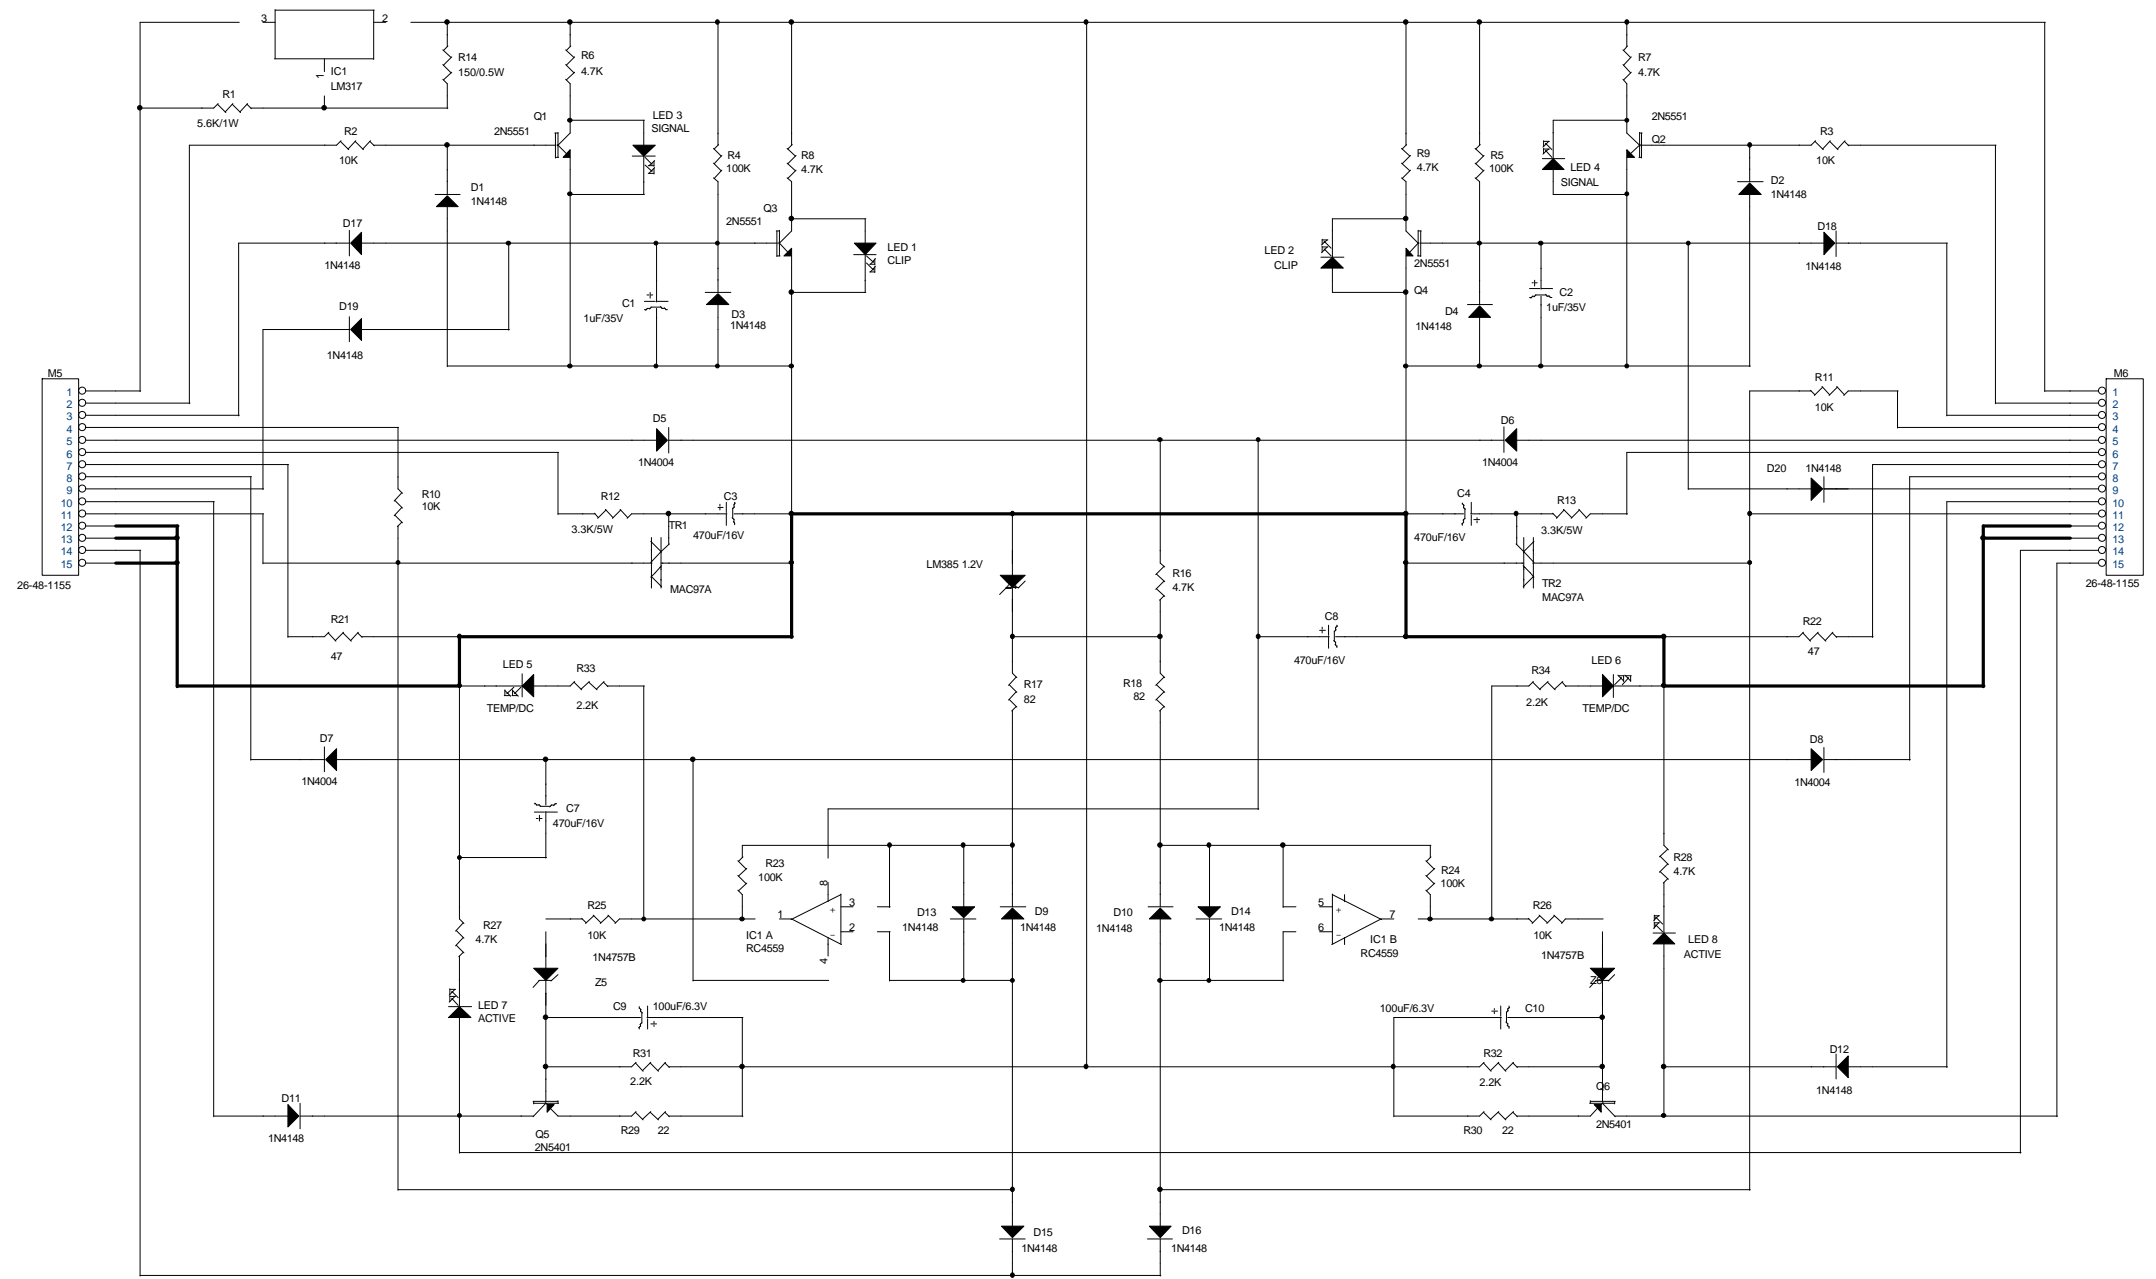 3
2
R14
150/0.5W
R6
4.7K
R7
4.7K
1
IC1
LM317
R1
5.6K/1W
Q1
2N5551
LED 3
SIGNAL
2N5551
Q2
R2
10K
R3
10K
R4
100K
R8
4.7K
R9
4.7K
R5
100K
LED 4
SIGNAL
D1
1N4148
D2
1N4148
D17
1N4148
Q3
2N5551
LED 1
CLIP
LED 2
CLIP
2N5551
Q4
D18
1N4148
D19
1N4148
C1
1uF/35V
+
D3
1N4148
D4
1N4148
+
C2
1uF/35V
M5
1
2
3
4
5
6
7
8
9
10
11
12
13
14
15
26-48-1155
M6
1
2
3
4
5
6
7
8
9
10
11
12
13
14
15
26-48-1155
R11
10K
D5
1N4004
D6
1N4004
D20
1N4148
R10
10K
R12
3.3K/5W
C3
+
470uF/16V
TR1
MAC97A
C4
+
470uF/16V
R13
3.3K/5W
TR2
MAC97A
LM385 1.2V
R16
4.7K
R21
47
C8
+
470uF/16V
R22
47
LED 5
TEMP/DC
R33
2.2K
R17
82
R18
82
R34
2.2K
LED 6
TEMP/DC
D7
1N4004
D8
1N4004
C7
+
470uF/16V
R23
100K
R24
100K
R28
4.7K
R27
4.7K
R25
10K
1
8
3
+
2
-
4
IC1 A
RC4559
D13
1N4148
D9
1N4148
D10
1N4148
D14
1N4148
5
+
6
-
7
IC1 B
RC4559
R26
10K
LED 8
ACTIVE
1N4757B
Z5
1N4757B
Z6
LED 7
ACTIVE
C9
100uF/6.3V
+
100uF/6.3V
+
C10
R31
2.2K
R32
2.2K
D12
1N4148
D11
1N4148
Q5
2N5401
R29
22
R30
22
Q6
2N5401
D15
1N4148
D16
1N4148